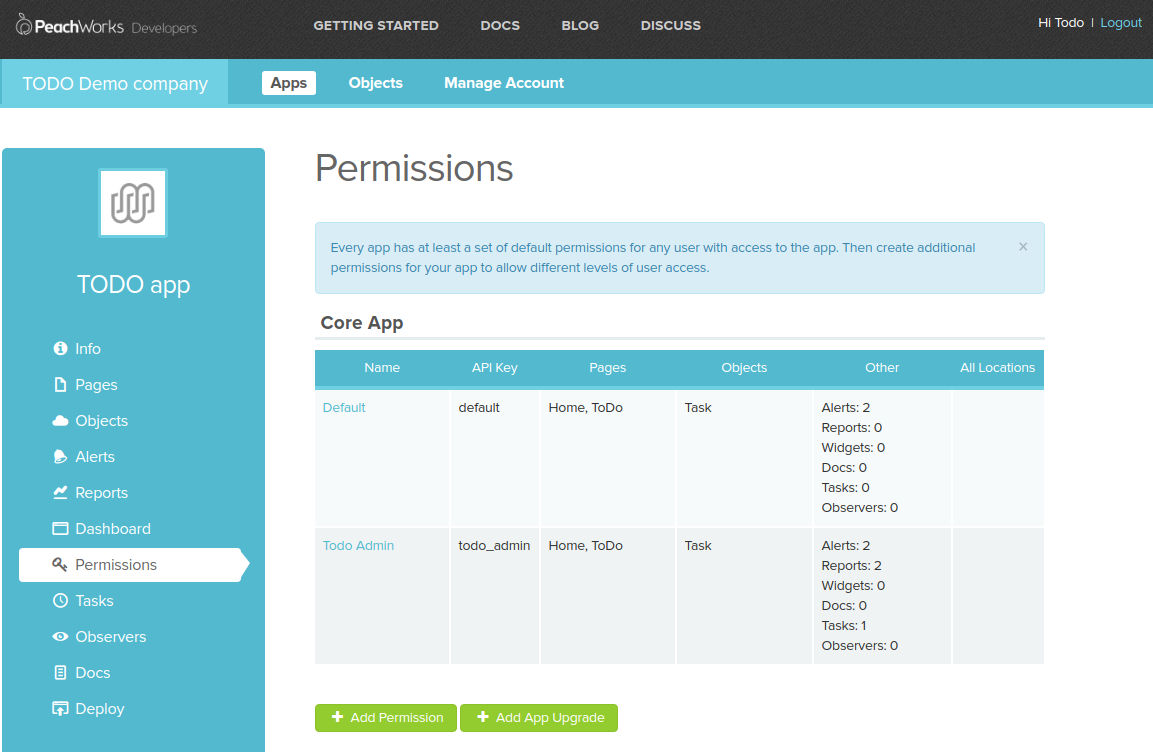 PeachWorks Developers
GETTING STARTED DOCS BLOG DISCUSS
Hi Todo | Logout
TODO Demo company
Apps Objects Manage Account
TODO app
Info
Pages
Objects
Alerts
Reports
Dashboard
Permissions
Tasks
Observers
Docs
Deploy
Permissions
Every app has at least a set of default permissions for any user with access to the app. Then create additional
permissions for your app to allow different levels of user access.
×
Core App
Name API Key Pages Objects Other All Locations
Default default Home, ToDo Task Alerts: 2
Reports: 0
Widgets: 0
Docs: 0
Tasks: 0
Observers: 0
Todo Admin todo_admin Home, ToDo Task Alerts: 2
Reports: 2
Widgets: 0
Docs: 0
Tasks: 1
Observers: 0
Add Permission Add App Upgrade